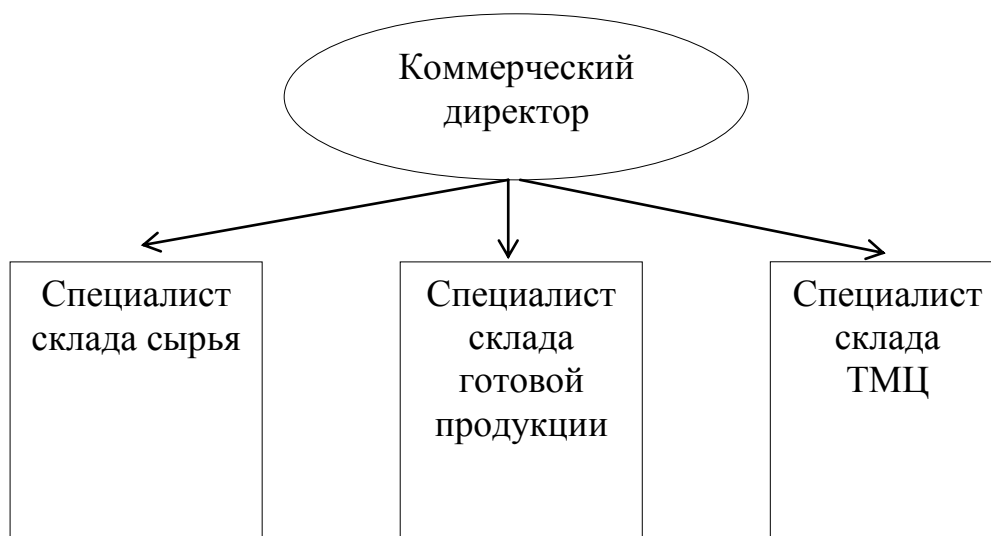 Коммерческий
директор
Специалист
склада сырья
Специалист
склада
готовой
продукции
Специалист
склада
ТМЦ